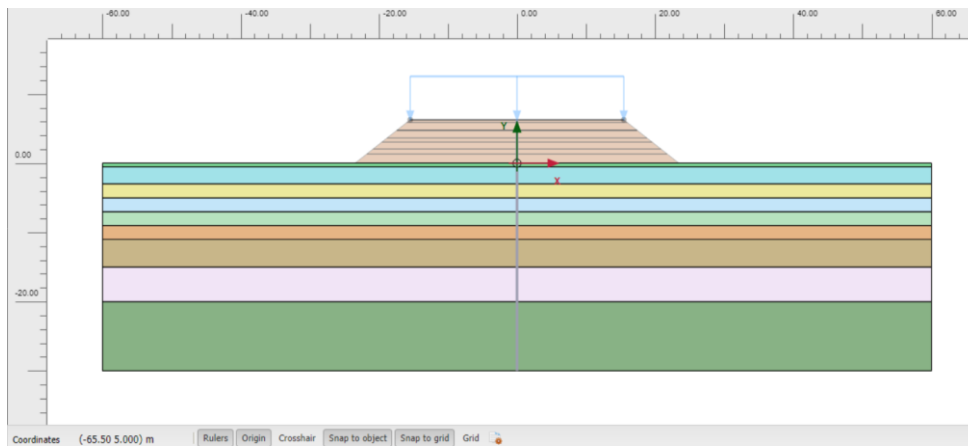 -60.00 -40.00 -20.00 0.00 20.00 40.00 60.00
Y
0.00
X
-20.00
Coordinates (-65.50 5.000) m Rulers Origin Crosshair Snap to object Snap to grid Grid